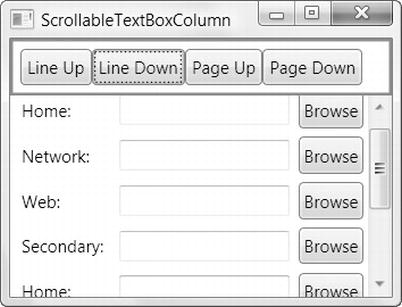 ScrollableTextBoxColumn
Line Up Line Down Page Up Page Down
Home: Browse
Network: Browse
Web: Browse
Secondary: Browse
Home: Browse